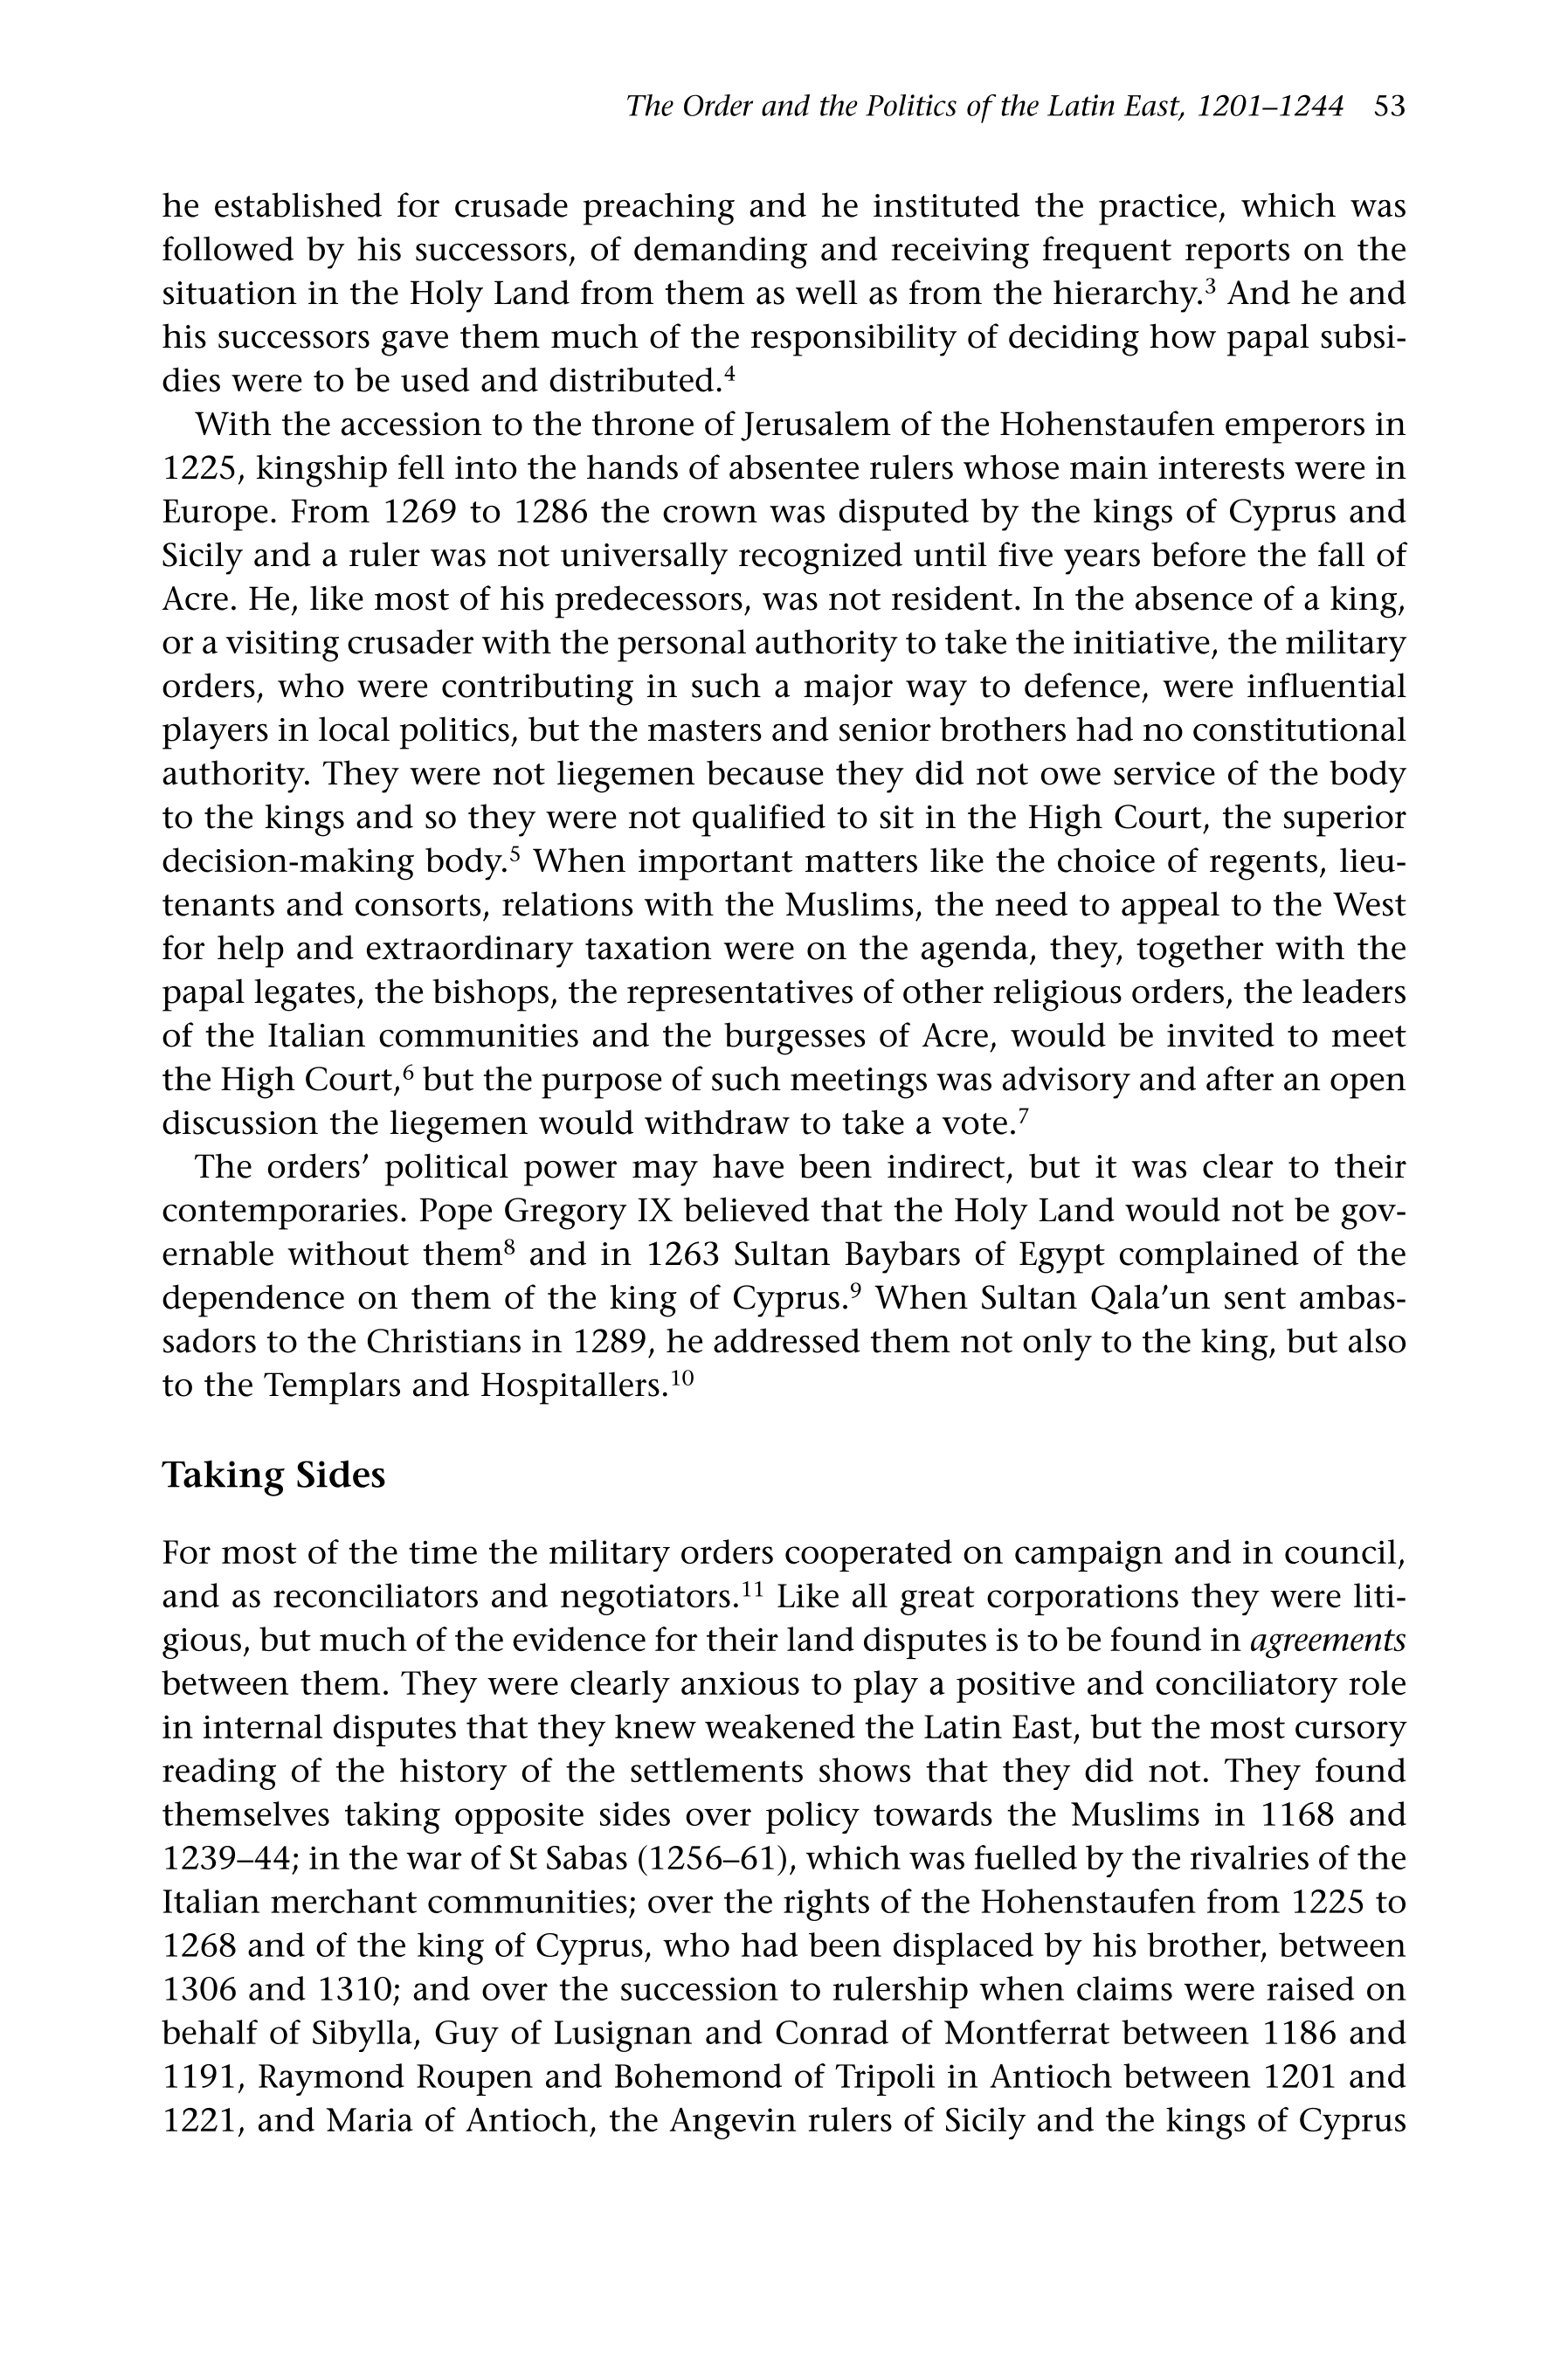 The Order and the Politics of the Latin East, 1201–1244 53
he established for crusade preaching and he instituted the practice, which was
followed by his successors, of demanding and receiving frequent reports on the
situation in the Holy Land from them as well as from the hierarchy.³ And he and
his successors gave them much of the responsibility of deciding how papal subsi-
dies were to be used and distributed.⁴
With the accession to the throne of Jerusalem of the Hohenstaufen emperors in
1225, kingship fell into the hands of absentee rulers whose main interests were in
Europe. From 1269 to 1286 the crown was disputed by the kings of Cyprus and
Sicily and a ruler was not universally recognized until five years before the fall of
Acre. He, like most of his predecessors, was not resident. In the absence of a king,
or a visiting crusader with the personal authority to take the initiative, the military
orders, who were contributing in such a major way to defence, were influential
players in local politics, but the masters and senior brothers had no constitutional
authority. They were not liegemen because they did not owe service of the body
to the kings and so they were not qualified to sit in the High Court, the superior
decision-making body.⁵ When important matters like the choice of regents, lieu-
tenants and consorts, relations with the Muslims, the need to appeal to the West
for help and extraordinary taxation were on the agenda, they, together with the
papal legates, the bishops, the representatives of other religious orders, the leaders
of the Italian communities and the burgesses of Acre, would be invited to meet
the High Court,⁶ but the purpose of such meetings was advisory and after an open
discussion the liegemen would withdraw to take a vote.⁷
The orders’ political power may have been indirect, but it was clear to their
contemporaries. Pope Gregory IX believed that the Holy Land would not be gov-
ernable without them⁸ and in 1263 Sultan Baybars of Egypt complained of the
dependence on them of the king of Cyprus.⁹ When Sultan Qala’un sent ambas-
sadors to the Christians in 1289, he addressed them not only to the king, but also
to the Templars and Hospitallers.¹⁰
Taking Sides
For most of the time the military orders cooperated on campaign and in council,
and as reconciliators and negotiators.¹¹ Like all great corporations they were liti-
gious, but much of the evidence for their land disputes is to be found in agreements
between them. They were clearly anxious to play a positive and conciliatory role
in internal disputes that they knew weakened the Latin East, but the most cursory
reading of the history of the settlements shows that they did not. They found
themselves taking opposite sides over policy towards the Muslims in 1168 and
1239–44; in the war of St Sabas (1256–61), which was fuelled by the rivalries of the
Italian merchant communities; over the rights of the Hohenstaufen from 1225 to
1268 and of the king of Cyprus, who had been displaced by his brother, between
1306 and 1310; and over the succession to rulership when claims were raised on
behalf of Sibylla, Guy of Lusignan and Conrad of Montferrat between 1186 and
1191, Raymond Roupen and Bohemond of Tripoli in Antioch between 1201 and
1221, and Maria of Antioch, the Angevin rulers of Sicily and the kings of Cyprus